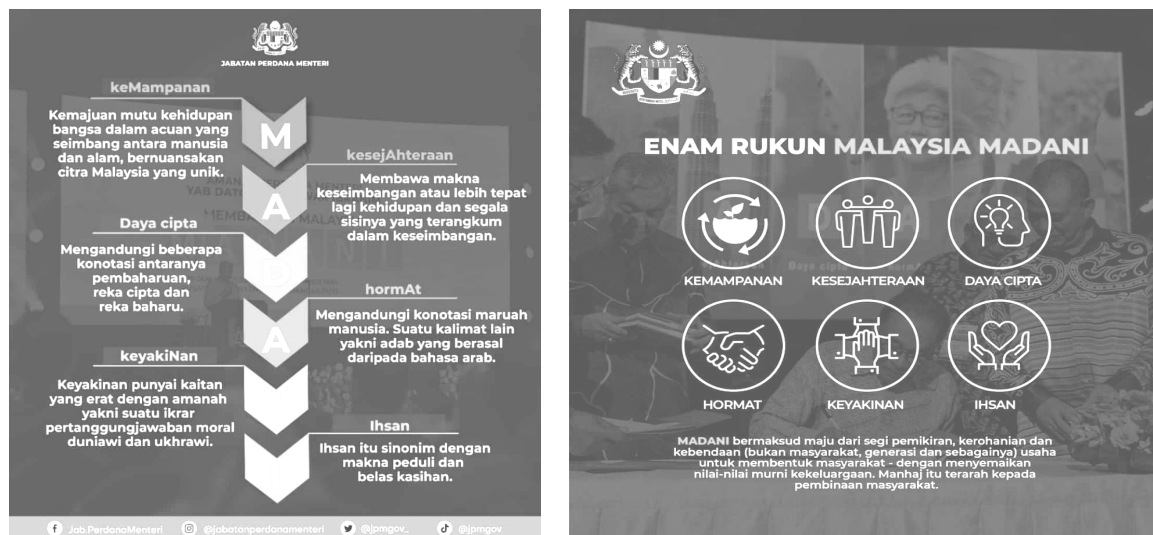 JABATAN PERDANA MENTERI
keMampanan
Kemajuan mutu kehidupan
bangsa dalam acuan yang
seimbang antara manusia
dan alam, bernuansakan
citra Malaysia yang unik.
M
kesejAhteraan
Membawa makna
keseimbangan atau lebih tepat
lagi kehidupan dan segala
sisinya yang terangkum
dalam keseimbangan.
A
Daya cipta
Mengandungi beberapa
konotasi antaranya
pembaharuan,
reka cipta dan
reka baharu.
D
hormAt
Mengandungi konotasi maruah
manusia. Suatu kalimat lain
yakni adab yang berasal
daripada bahasa arab.
A
keyakiNan
Keyakinan punyai kaitan
yang erat dengan amanah
yakni suatu ikrar
pertanggungjawaban moral
duniawi dan ukhrawi.
Ihsan
Ihsan itu sinonim dengan
makna peduli dan
belas kasihan.
Jab.PerdanaMenteri
@jabatanperdanamenteri
@jpmgov_
@jpmgov
ENAM RUKUN MALAYSIA MADANI
KEMAMPANAN
KESEJAHTERAAN
DAYA CIPTA
HORMAT
KEYAKINAN
IHSAN
MADANI bermaksud maju dari segi pemikiran, kerohanian dan
kebendaan (bukan masyarakat, generasi dan sebagainya) usaha
untuk membentuk masyarakat - dengan menyemaikan
nilai-nilai murni kekeluargaan. Manhaj itu terarah kepada
pembinaan masyarakat.